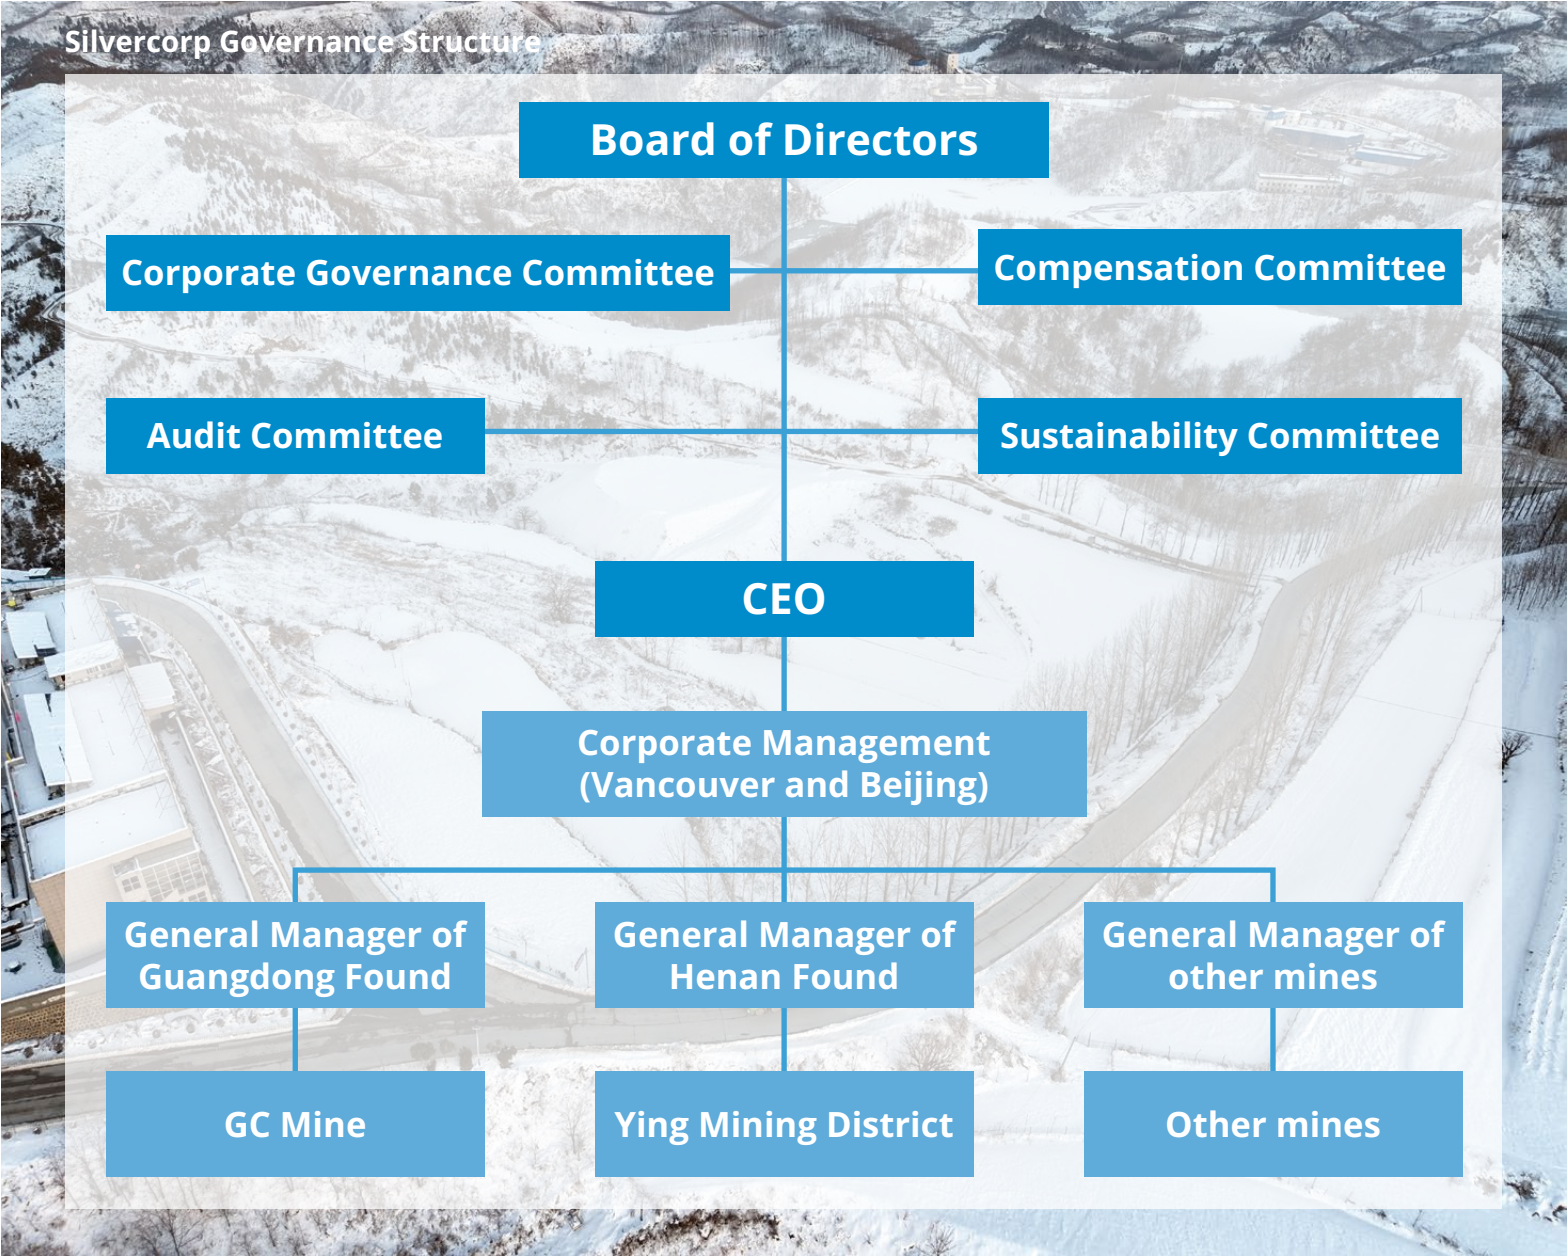 Silvercorp Governance Structure
Board of Directors
Corporate Governance Committee
Compensation Committee
Audit Committee
Sustainability Committee
CEO
Corporate Management
(Vancouver and Beijing)
General Manager of
Guangdong Found
General Manager of
Henan Found
General Manager of
other mines
GC Mine
Ying Mining District
Other mines